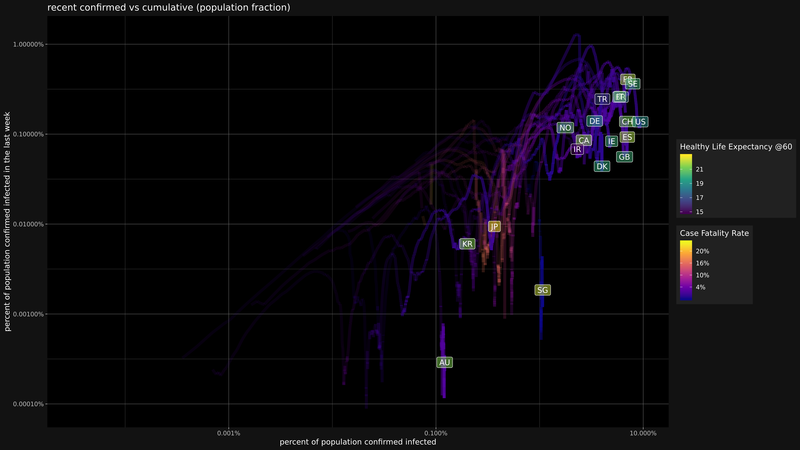 recent confirmed vs cumulative (population fraction)
percent of population confirmed infected in the last week
1.00000%
0.10000%
0.01000%
0.00100%
0.00010%
SE
TR
NO
DE
CH
US
CA
IE
ES
IR
GB
DK
JP
KR
SG
AU
0.001%
0.100%
10.000%
percent of population confirmed infected
Healthy Life Expectancy @60
21
19
17
15
Case Fatality Rate
20%
16%
10%
4%